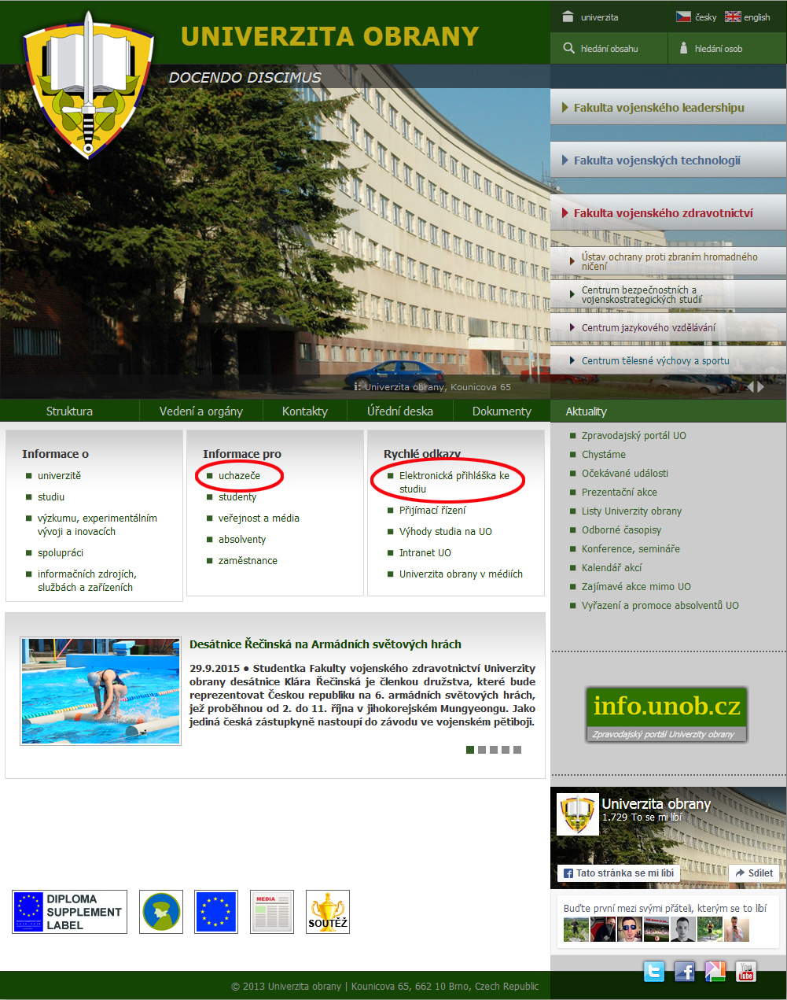 UNIVERZITA OBRANY
univerzita
česky
english
hledání obsahu
hledání osob
DOCENDO DISCIMUS
Fakulta vojenského leadershipu
Fakulta vojenských technologií
Fakulta vojenského zdravotnictví
Ústav ochrany proti zbraním hromadného
ničení
Centrum bezpečnostních a
vojenskostrategických studií
Centrum jazykového vzdělávání
Centrum tělesné výchovy a sportu
i: Univerzita obrany, Kounicova 65
Struktura
Vedení a orgány
Kontakty
Úřední deska
Dokumenty
Aktuality
Informace o
univerzitě
studiu
výzkumu, experimentálním
vývoji a inovacích
spolupráci
informačních zdrojích,
službách a zařízeních
Informace pro
uchazeče
studenty
veřejnost a média
absolventy
zaměstnance
Rychlé odkazy
Elektronická přihláška ke
studiu
Přijímací řízení
Výhody studia na UO
Intranet UO
Univerzita obrany v médiích
Zpravodajský portál UO
Chystáme
Očekávané události
Prezentační akce
Listy Univerzity obrany
Odborné časopisy
Konference, semináře
Kalendář akcí
Zajímavé akce mimo UO
Vyřazení a promoce absolventů UO
Desátnice Řečinská na Armádních světových hrách
29.9.2015 • Studentka Fakulty vojenského zdravotnictví Univerzity
obrany desátnice Klára Řečinská je členkou družstva, které bude
reprezentovat Českou republiku na 6. armádních světových hrách,
jež proběhnou od 2. do 11. října v jihokorejském Mungyeongu. Jako
jediná česká zástupkyně nastoupí do závodu ve vojenském pětiboji.
info.unob.cz
Zpravodajský portál Univerzity obrany
Univerzita obrany
1.729 To se mi líbí
Tato stránka se mi líbí
Sdílet
Buďte první mezi svými přáteli, kterým se to líbí
DIPLOMA
SUPPLEMENT
LABEL
MEDIA
SOUTĚŽ
You
Tube
© 2013 Univerzita obrany | Kounicova 65, 662 10 Brno, Czech Republic